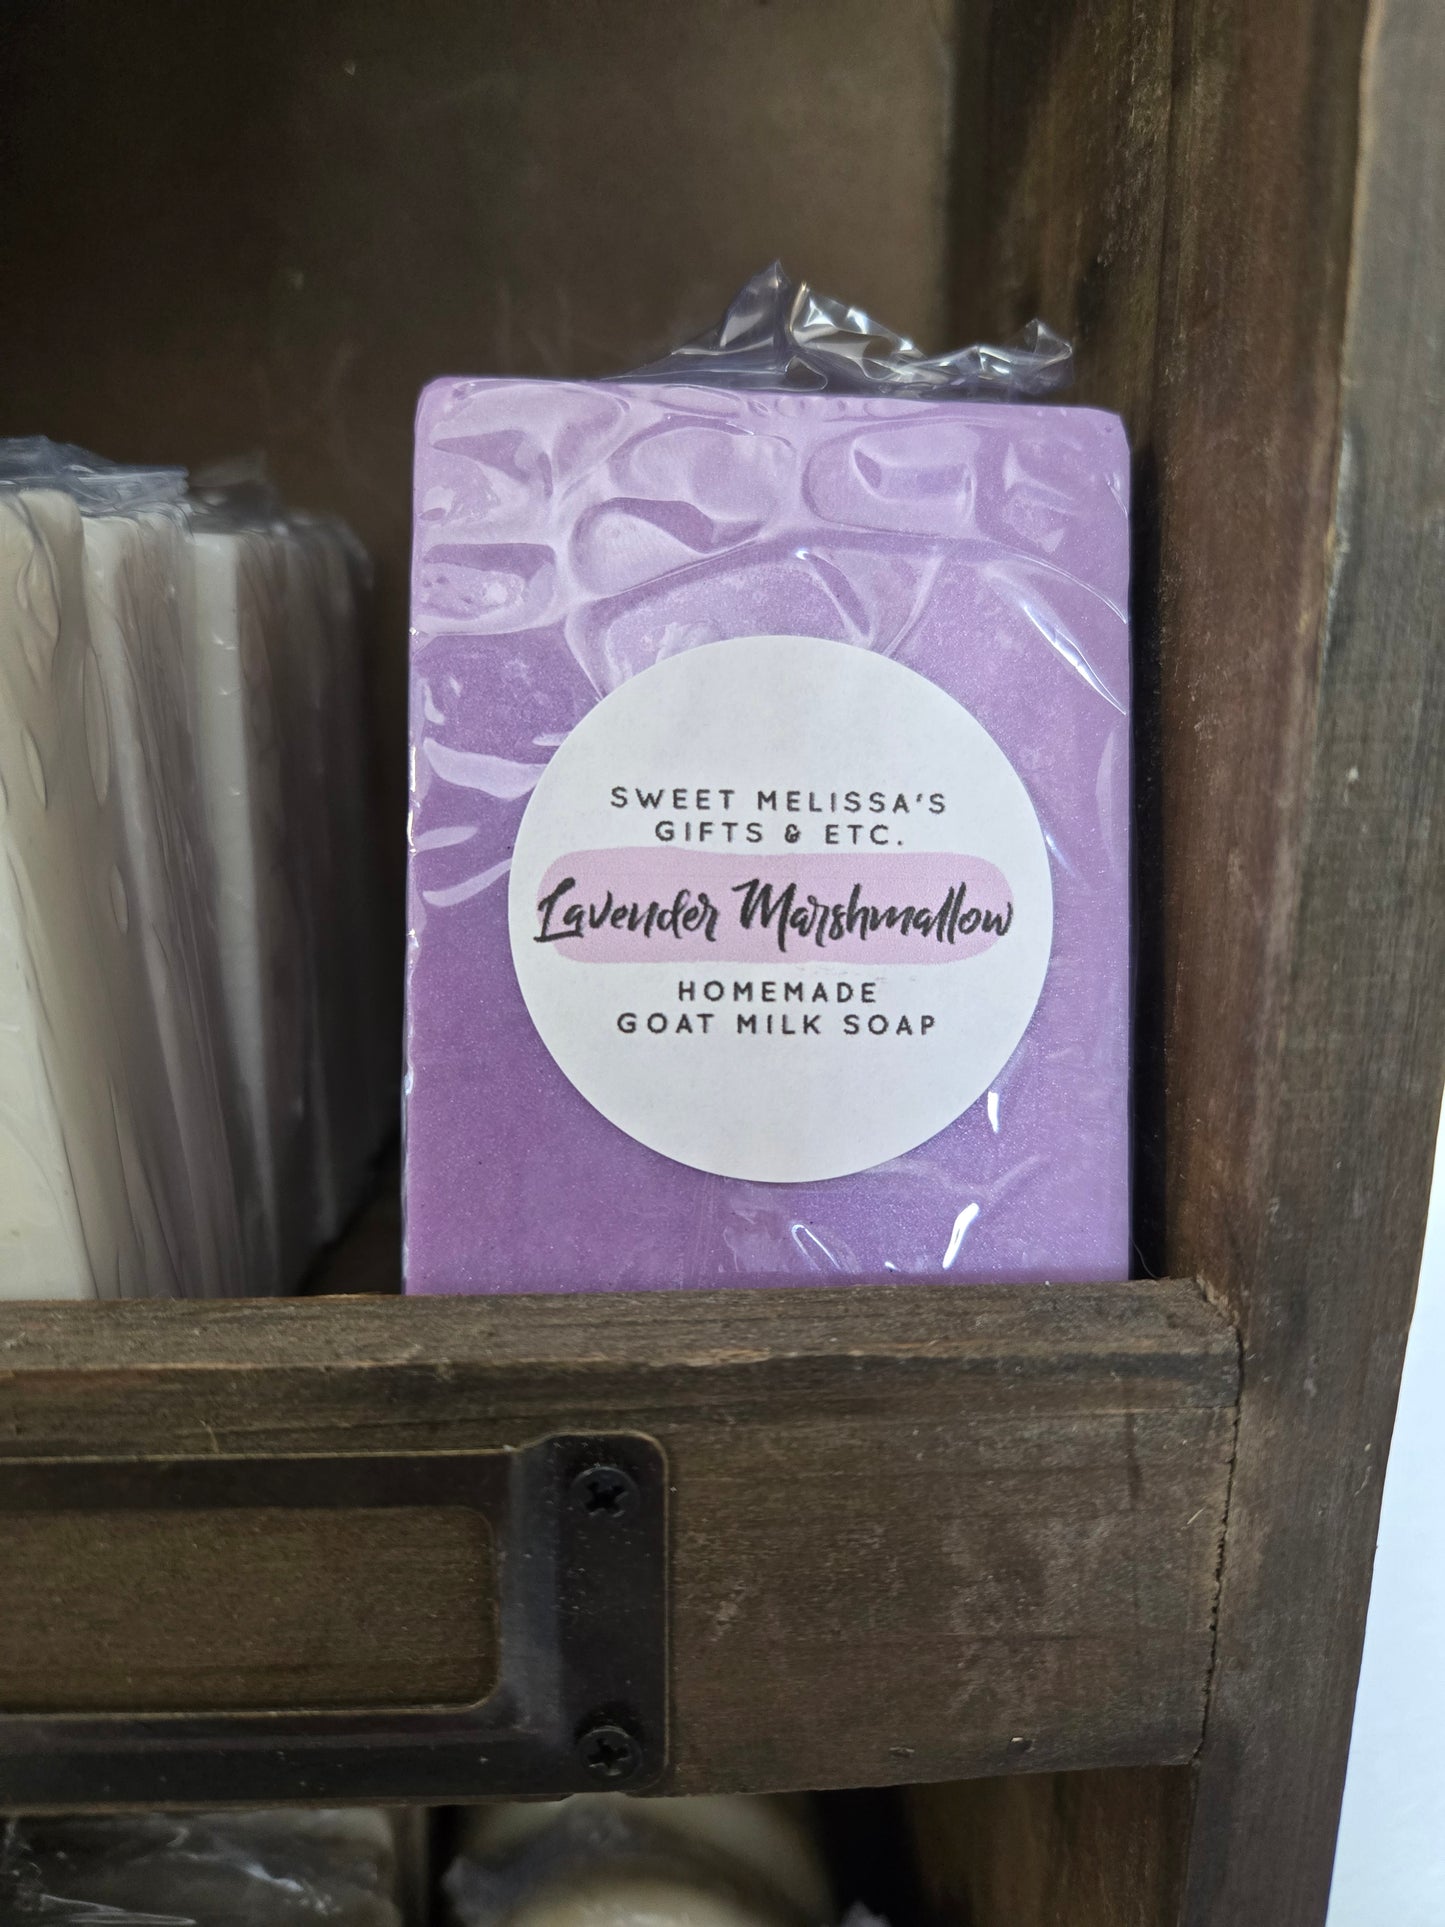 SWEET MELISSA'S
GIFTS & ETC.
Lavender Marshmallow
HOMEMADE
GOAT MILK SOAP